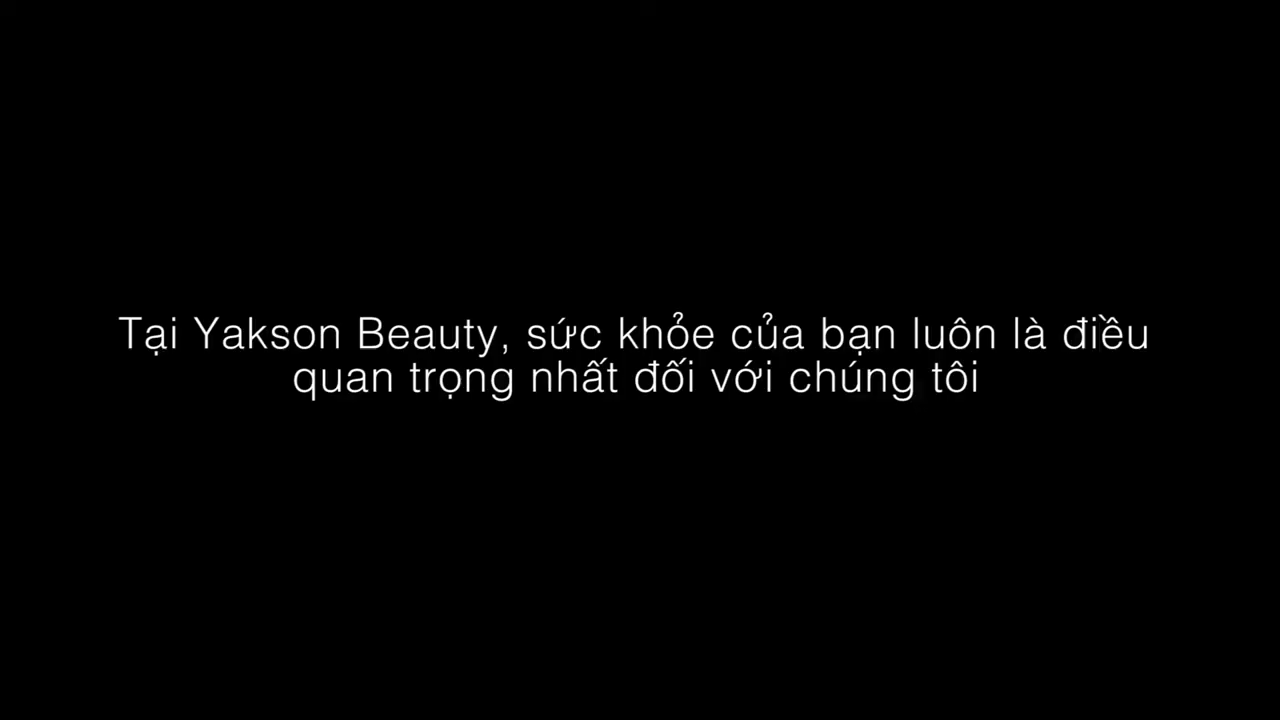 Tại Yakson Beauty, sức khỏe của bạn luôn là điều
quan trọng nhất đối với chúng tôi